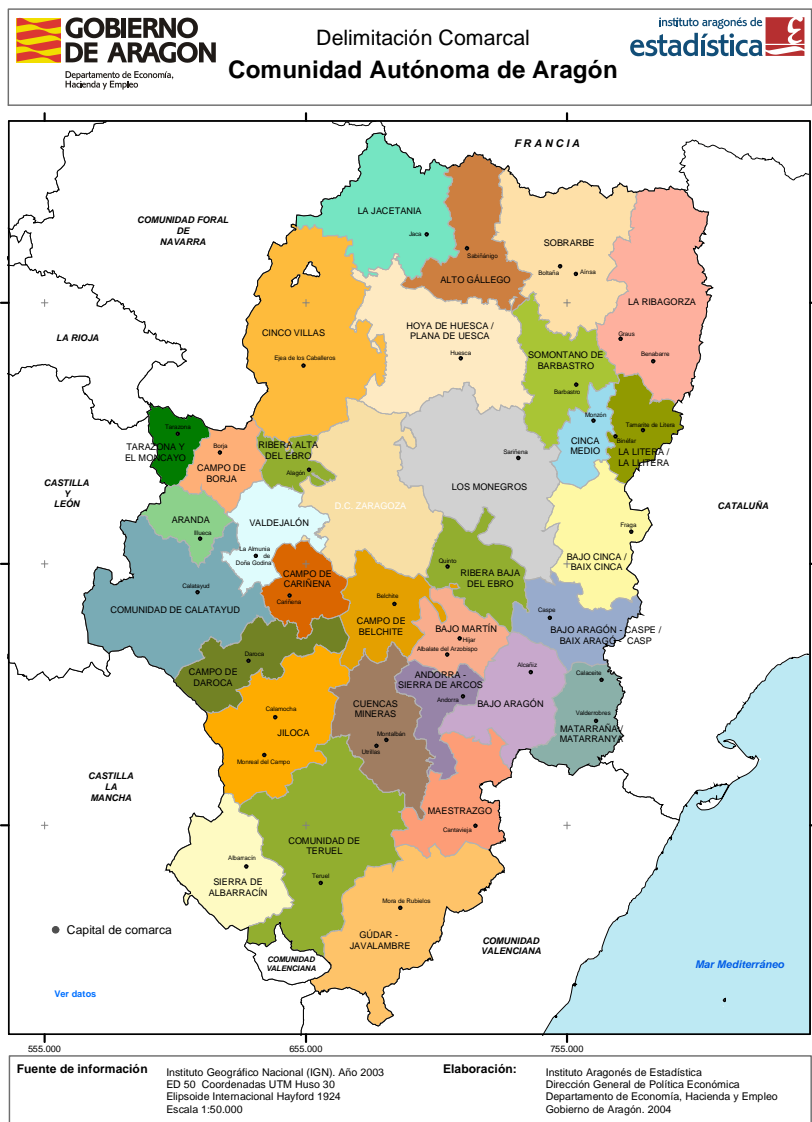 GOBIERNO
DE ARAGON
Departamento de Economía,
Hacienda y Empleo
Delimitación Comarcal
Comunidad Autónoma de Aragón
instituto aragonés de
estadística
FRANCIA
COMUNIDAD FORAL
DE
NAVARRA
LA JACETANIA
Jaca
Sabiñánigo
ALTO GÁLLEGO
SOBRARBE
Boltaña
Aínsa
LA RIBAGORZA
Graus
Benabarre
LA RIOJA
CINCO VILLAS
Ejea de los Caballeros
HOYA DE HUESCA /
PLANA DE UESCA
Huesca
SOMONTANO DE
BARBASTRO
Barbastro
Tarazona
TARAZONA Y
EL MONCAYO
Borja
CAMPO DE
BORJA
RIBERA ALTA
DEL EBRO
Alagón
Monzón
CINCA
MEDIO
Tamarite de Litera
Binéfar
LA LITERA /
LA LLITERA
Sariñena
LOS MONEGROS
CASTILLA
Y
LEÓN
CATALUÑA
D.C. ZARAGOZA
ARANDA
Illueca
VALDEJALÓN
La Almunia de
Doña Godina
Fraga
BAJO CINCA /
BAIX CINCA
Calatayud
COMUNIDAD DE CALATAYUD
CAMPO DE
CARIÑENA
Cariñena
Quinto
RIBERA BAJA
DEL EBRO
Belchite
CAMPO DE
BELCHITE
Caspe
BAJO ARAGÓN - CASPE /
BAIX ARAGÓ - CASP
BAJO MARTÍN
Híjar
Albalate del Arzobispo
Daroca
CAMPO DE
DAROCA
ANDORRA -
SIERRA DE ARCOS
Andorra
Alcañiz
BAJO ARAGÓN
Calaceite
Valderrobres
MATARRAÑA /
MATARRANYA
Calamocha
JILOCA
Monreal del Campo
CUENCAS
MINERAS
Montalbán
Utrillas
CASTILLA
LA
MANCHA
MAESTRAZGO
Cantavieja
COMUNIDAD DE
TERUEL
Teruel
Albarracín
SIERRA DE
ALBARRACÍN
Mora de Rubielos
GÚDAR -
JAVALAMBRE
Capital de comarca
COMUNIDAD
VALENCIANA
COMUNIDAD
VALENCIANA
Mar Mediterráneo
Ver datos
555.000
655.000
755.000
Fuente de información
Instituto Geográfico Nacional (IGN). Año 2003
ED 50 Coordenadas UTM Huso 30
Elipsoide Internacional Hayford 1924
Escala 1:50.000
Elaboración:
Instituto Aragonés de Estadística
Dirección General de Política Económica
Departamento de Economía, Hacienda y Empleo
Gobierno de Aragón. 2004